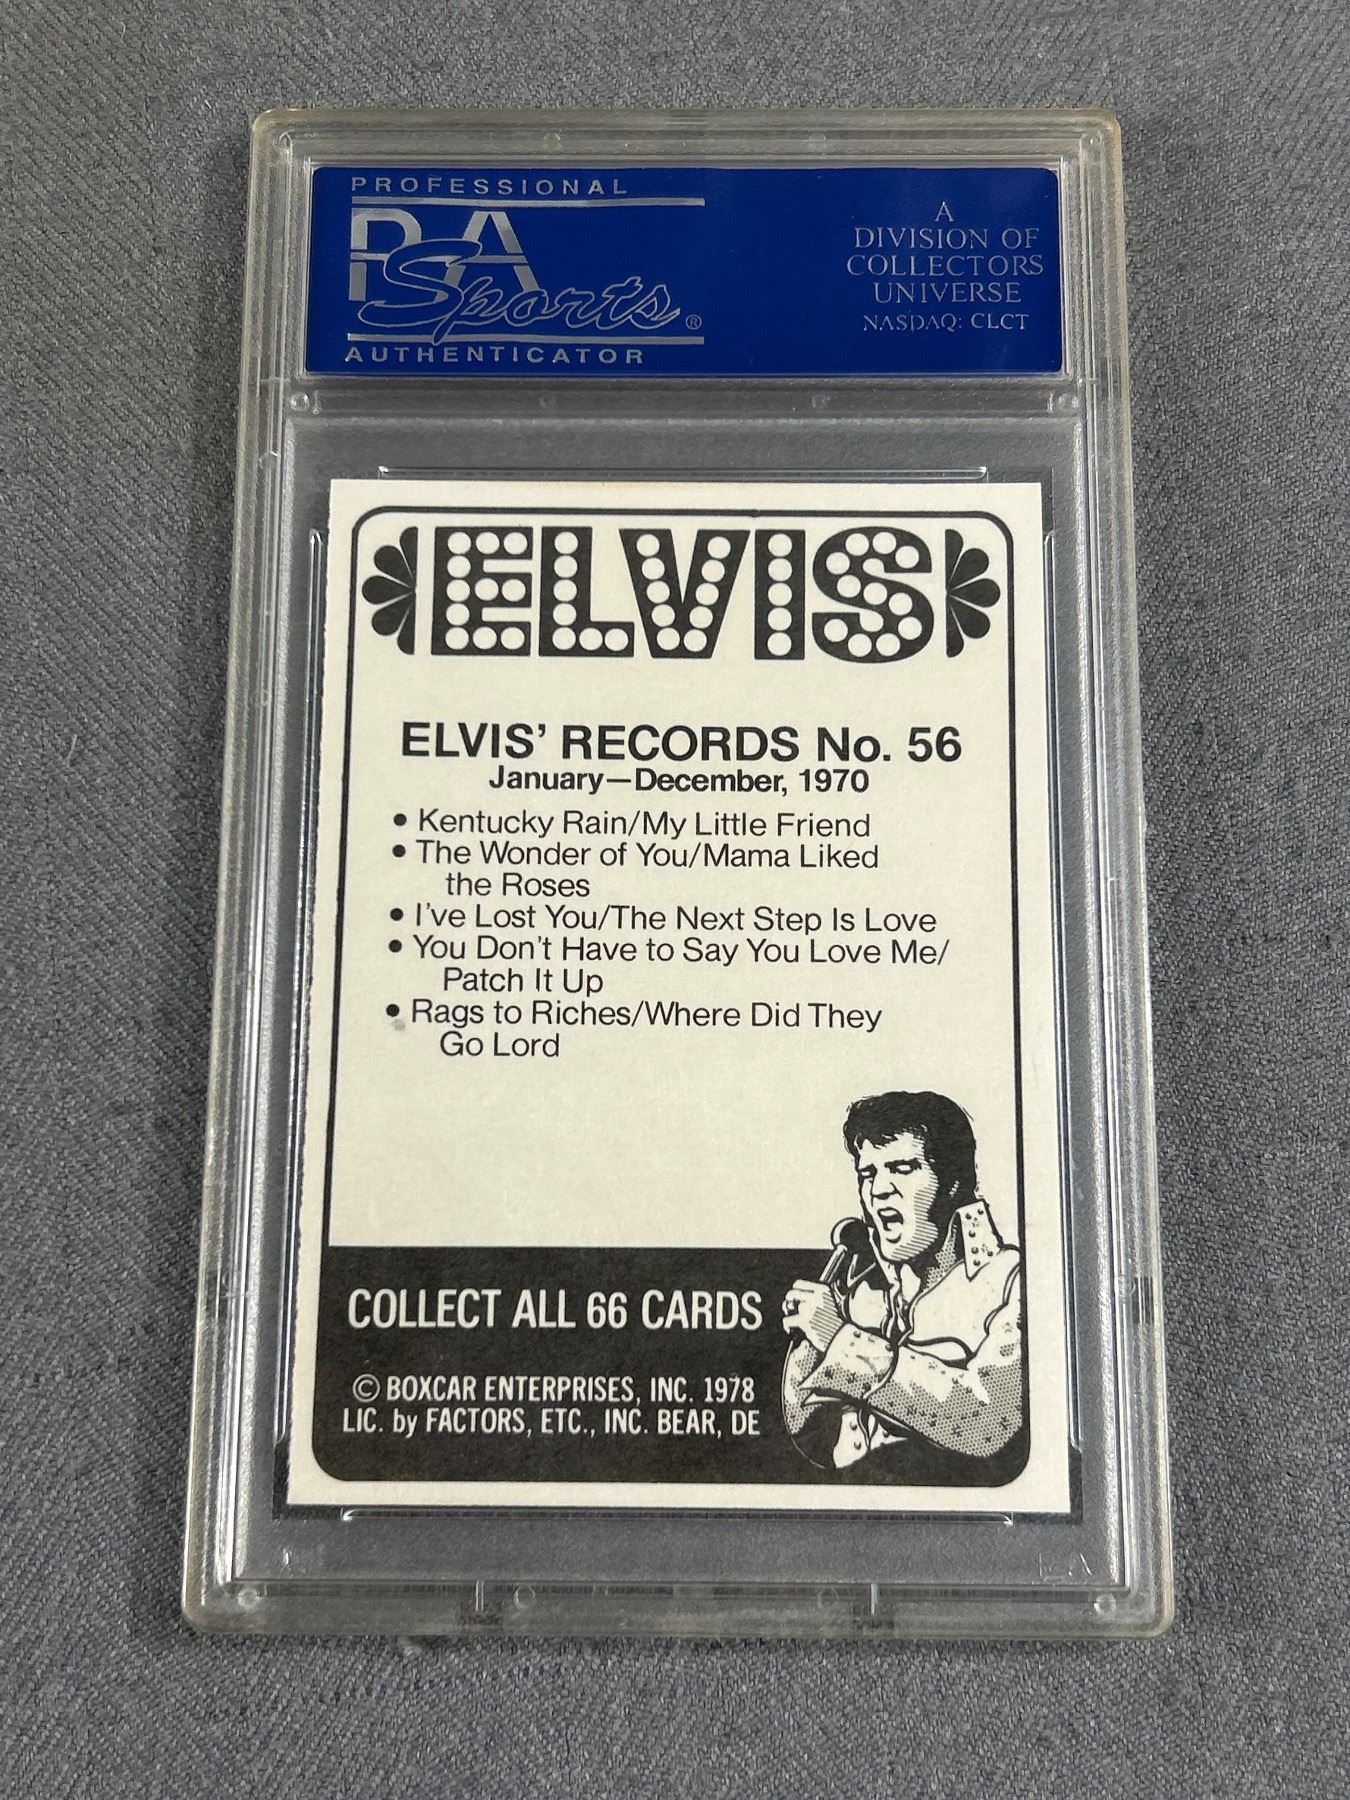 PROFESSIONAL
PSA
Sports®
AUTHENTICATOR
A
DIVISION OF
COLLECTORS
UNIVERSE
NASDAQ: CLCT
ELVIS
ELVIS’ RECORDS No. 56
January—December, 1970
• Kentucky Rain/My Little Friend
• The Wonder of You/Mama Liked
the Roses
• I've Lost You/The Next Step Is Love
• You Don't Have to Say You Love Me/
Patch It Up
• Rags to Riches/Where Did They
Go Lord
COLLECT ALL 66 CARDS
© BOXCAR ENTERPRISES, INC. 1978
LIC. by FACTORS, ETC., INC. BEAR, DE